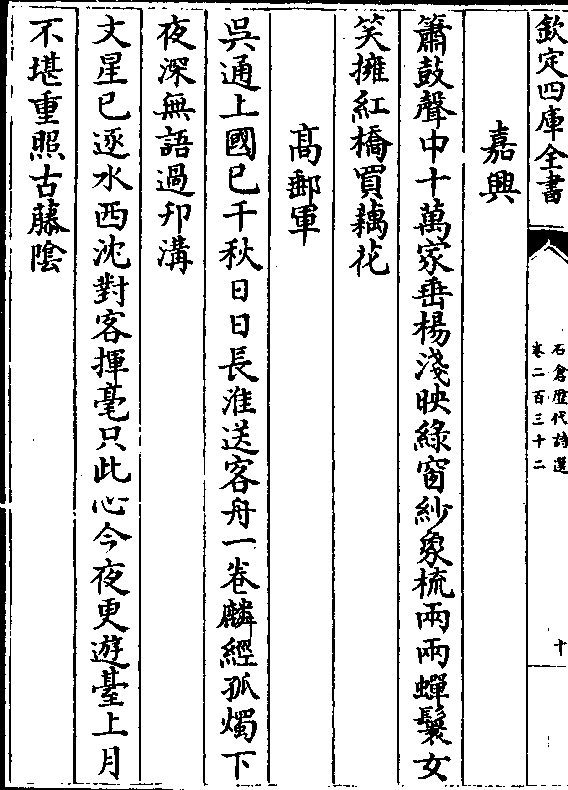 欽定四庫全書
石倉歴代詩選
卷二百三十二
十
嘉興
簫鼓聲中十萬家垂楊淺映綠窗紗象梳兩兩蟬鬟女
笑擁紅橋買藕花
高郵軍
吳通上國已千秋日日長淮送客舟一卷麟經孤燭下
夜深無語過邗溝
文星已逐水西沈對客揮毫只此心今夜更遊臺上月
不堪重照古藤陰